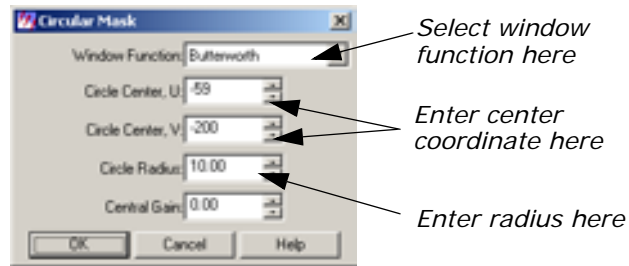 Circular Mask
Select window
function here
Window Function: Butterworth
Circle Center, U: -59
Enter center
coordinate here
Circle Center, V: -200
Circle Radius: 10.00
Central Gain: 0.00
Enter radius here
OK Cancel Help